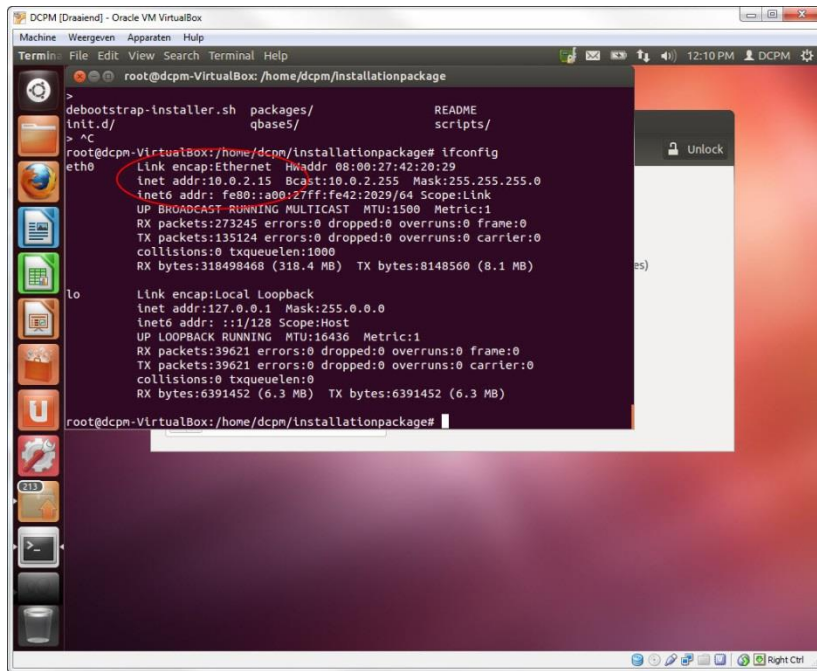 DCPM [Draaiend] - Oracle VM VirtualBox
Machine Weergeven Apparaten Hulp
Termin File Edit View Search Terminal Help 12:10 PM DCPM
root@dcpm-VirtualBox: /home/dcpm/installationpackage
>
debootstrap-installer.sh packages/ README
init.d/ qbase5/ scripts/
> ^C
root@dcpm-VirtualBox:/home/dcpm/installationpackage# ifconfig
eth0 Link encap:Ethernet HWaddr 08:00:27:42:20:29
inet addr:10.0.2.15 Bcast:10.0.2.255 Mask:255.255.255.0
inet6 addr: fe80::a00:27ff:fe42:2029/64 Scope:Link
UP BROADCAST RUNNING MULTICAST MTU:1500 Metric:1
RX packets:273245 errors:0 dropped:0 overruns:0 frame:0
TX packets:135124 errors:0 dropped:0 overruns:0 carrier:0
collisions:0 txqueuelen:1000
RX bytes:318498468 (318.4 MB) TX bytes:8148560 (8.1 MB)
lo Link encap:Local Loopback
inet addr:127.0.0.1 Mask:255.0.0.0
inet6 addr: ::1/128 Scope:Host
UP LOOPBACK RUNNING MTU:16436 Metric:1
RX packets:39621 errors:0 dropped:0 overruns:0 frame:0
TX packets:39621 errors:0 dropped:0 overruns:0 carrier:0
collisions:0 txqueuelen:0
RX bytes:6391452 (6.3 MB) TX bytes:6391452 (6.3 MB)
root@dcpm-VirtualBox:/home/dcpm/installationpackage#
Unlock
es)
213
Right Ctrl